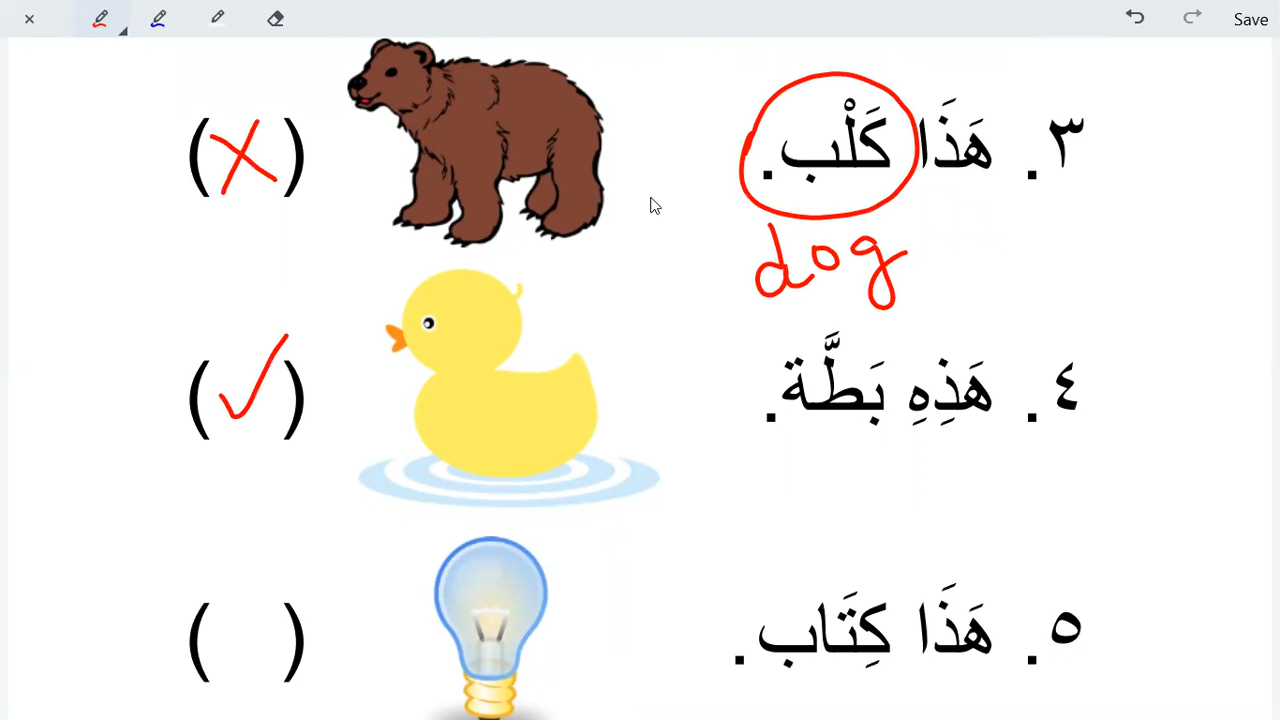 Save
٣. هَذَا كَلْب.
(X)
dog
٤. هَذِهِ بَطَّة.
(✓)
٥. هَذَا كِتَاب.
( )